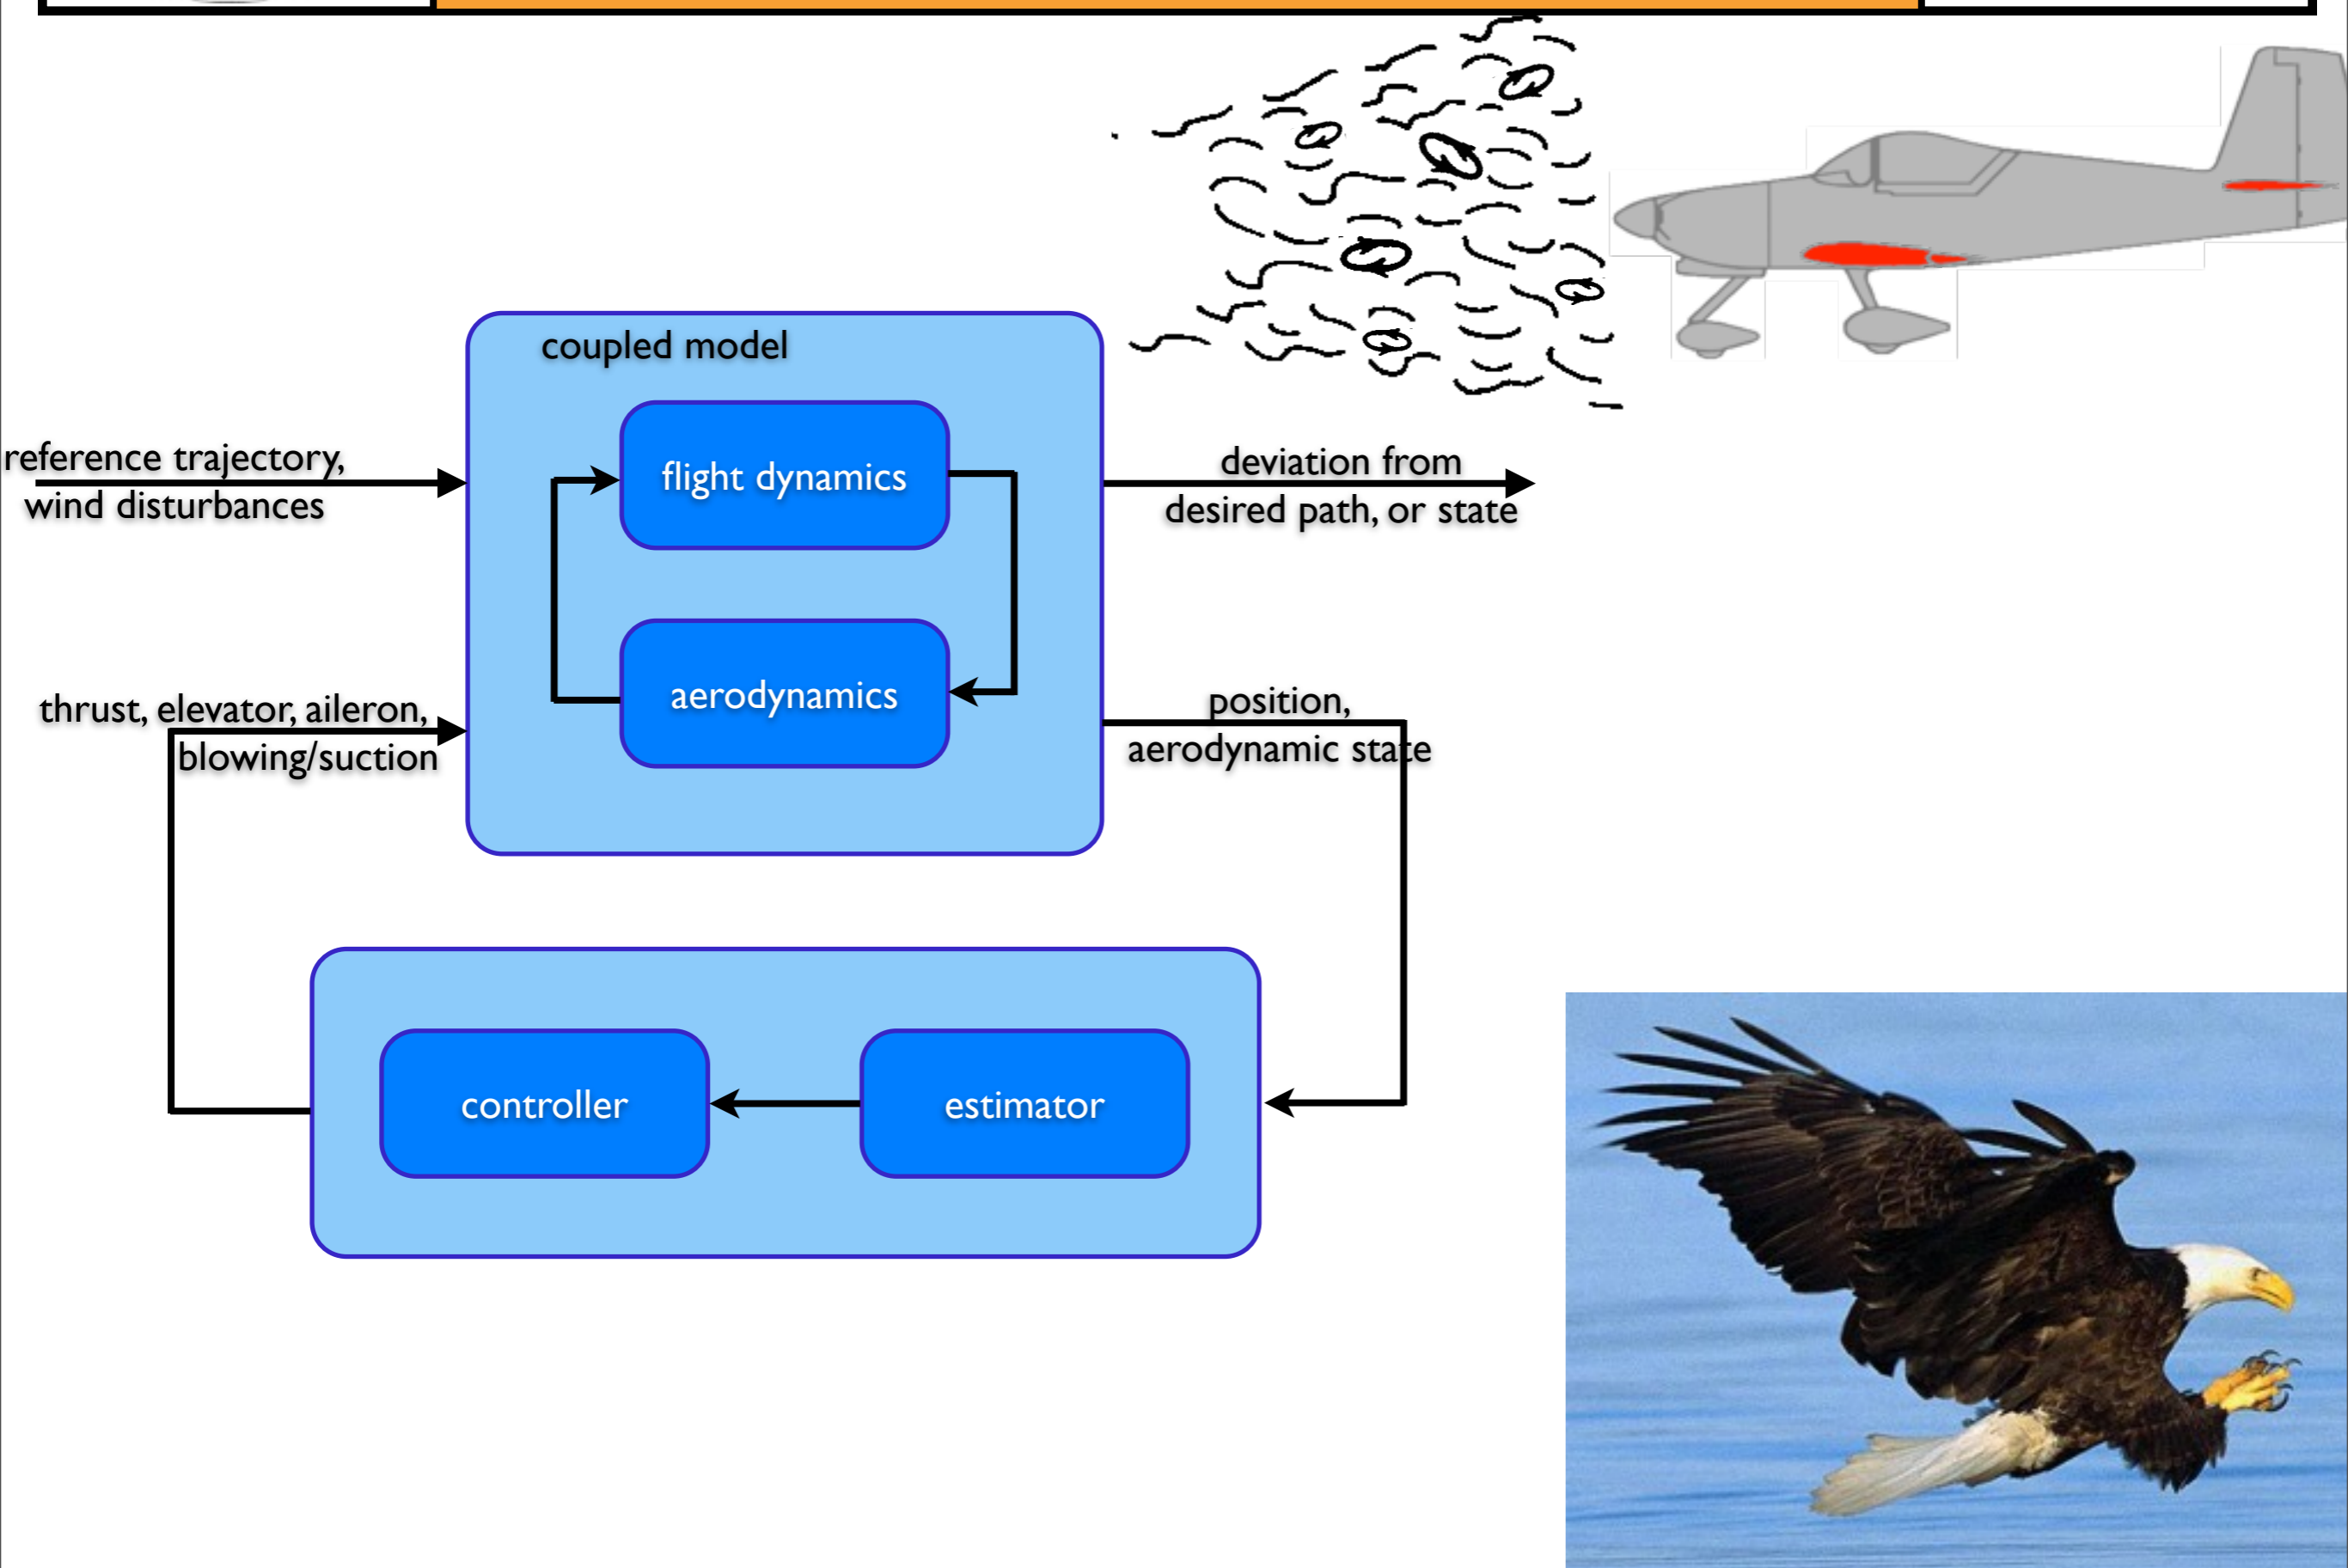 coupled model
flight dynamics
reference trajectory,
wind disturbances
deviation from
desired path, or state
aerodynamics
thrust, elevator, aileron,
blowing/suction
position,
aerodynamic state
controller
estimator